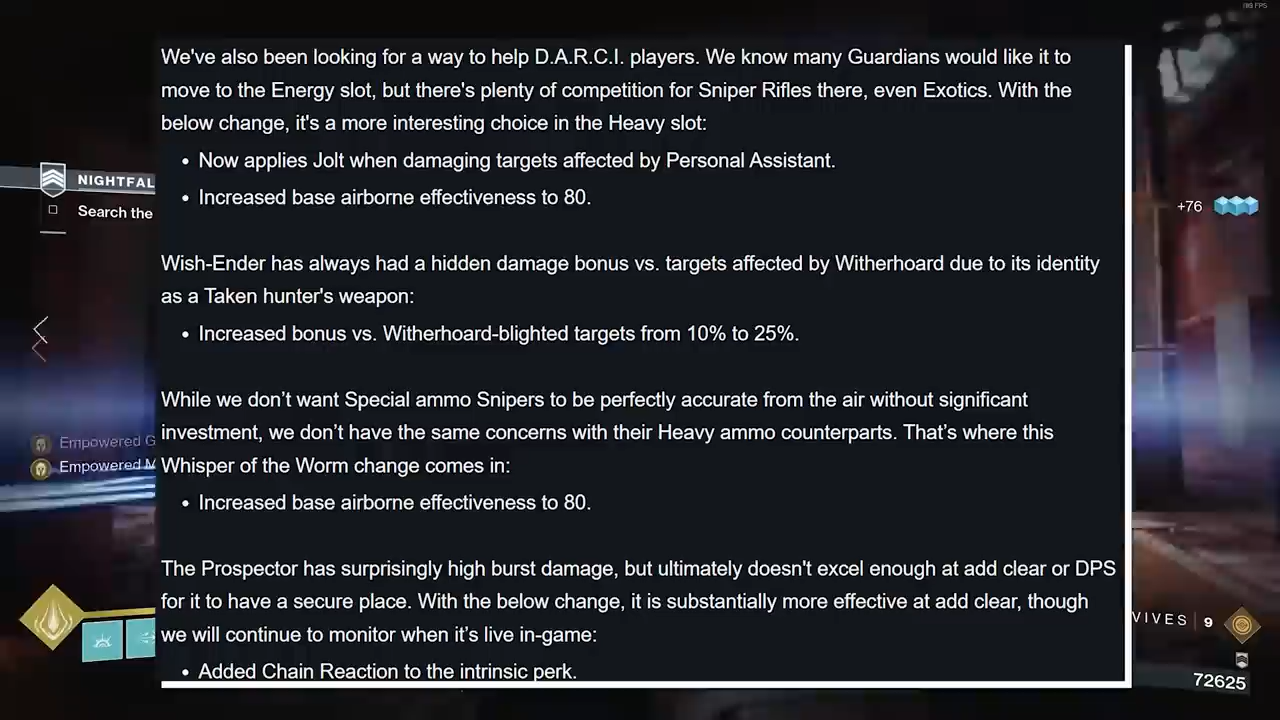 198 FPS
We've also been looking for a way to help D.A.R.C.I. players. We know many Guardians would like it to
move to the Energy slot, but there's plenty of competition for Sniper Rifles there, even Exotics. With the
below change, it's a more interesting choice in the Heavy slot:
• Now applies Jolt when damaging targets affected by Personal Assistant.
• Increased base airborne effectiveness to 80.
NIGHTFAL
Search the
+76
Wish-Ender has always had a hidden damage bonus vs. targets affected by Witherhoard due to its identity
as a Taken hunter's weapon:
• Increased bonus vs. Witherhoard-blighted targets from 10% to 25%.
While we don’t want Special ammo Snipers to be perfectly accurate from the air without significant
investment, we don’t have the same concerns with their Heavy ammo counterparts. That’s where this
Whisper of the Worm change comes in:
• Increased base airborne effectiveness to 80.
Empowered G
Empowered M
The Prospector has surprisingly high burst damage, but ultimately doesn't excel enough at add clear or DPS
for it to have a secure place. With the below change, it is substantially more effective at add clear, though
we will continue to monitor when it’s live in-game:
• Added Chain Reaction to the intrinsic perk.
VIVES | 9
72625